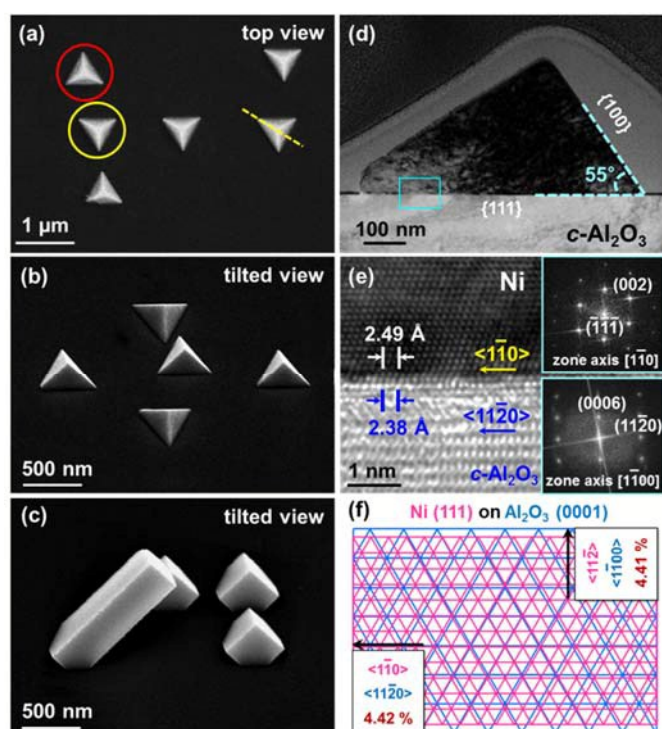 (a) top view
1 μm
(b) tilted view
500 nm
(c) tilted view
500 nm
(d)
{100}
55°
{111}
100 nm
c-Al₂O₃
(e) Ni
2.49 Å
<11̅0>
2.38 Å
<112̅0>
1 nm
c-Al₂O₃
(002)
(1̅1̅1̅)
zone axis [11̅0]
(0006)
(112̅0)
zone axis [11̅00]
(f) Ni (111) on Al₂O₃ (0001)
<112̅>
<1̅100>
4.41 %
<11̅0>
<112̅0>
4.42 %